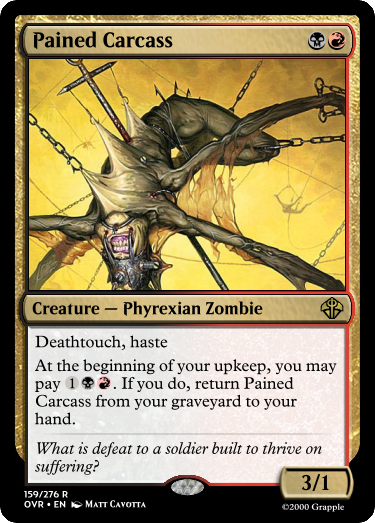 Pained Carcass
Creature — Phyrexian Zombie
Deathtouch, haste
At the beginning of your upkeep, you may
pay 1. If you do, return Pained
Carcass from your graveyard to your
hand.
What is defeat to a soldier built to thrive on
suffering?
3/1
159/276 R
OVR • EN Matt Cavotta
©2000 Grapple